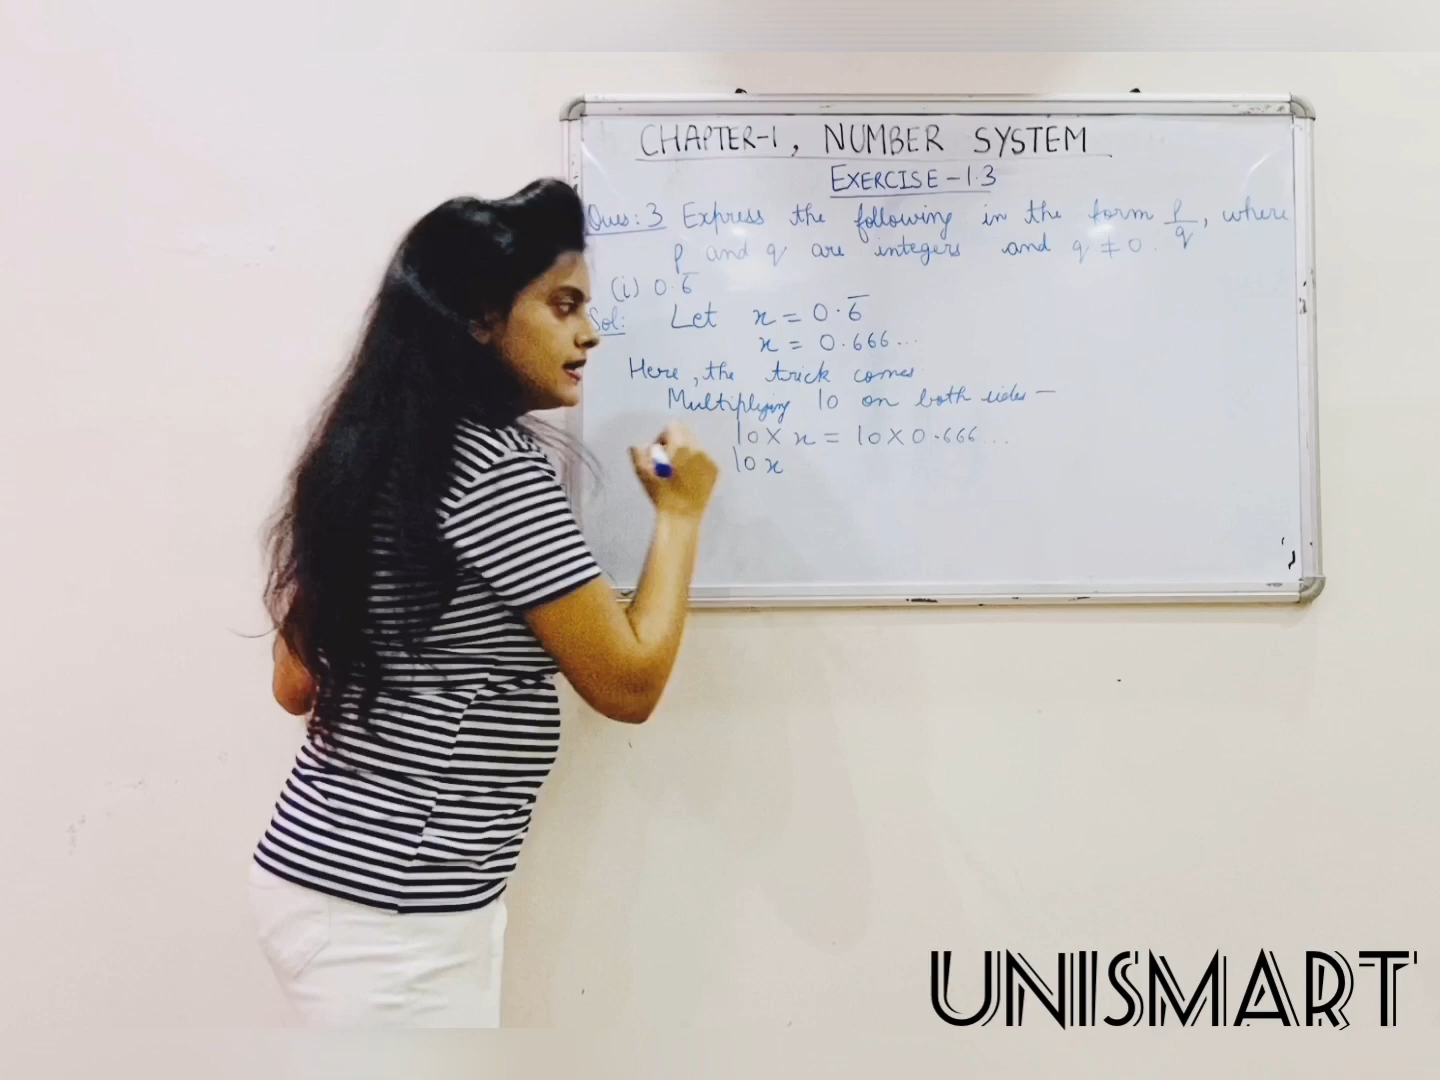 CHAPTER-1, NUMBER SYSTEM
EXERCISE-1.3
Ques: 3 Express the following in the form p/q, where
p and q are integers and q ≠ 0.
(i) 0.6̅
Sol: Let x = 0.6̅
x = 0.666...
Here, the trick comes
Multiplying 10 on both sides —
10 X x = 10 X 0.666...
10 x
UNISMART